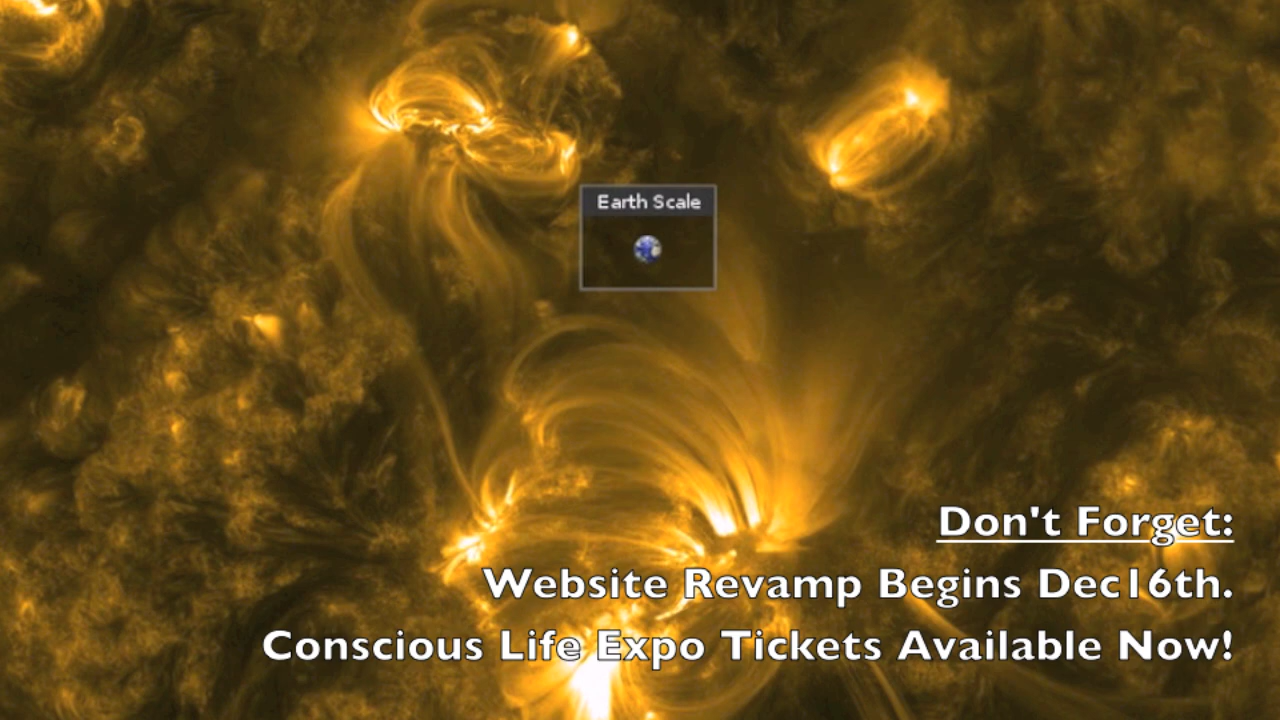 Earth Scale
Don't Forget:
Website Revamp Begins Dec16th.
Conscious Life Expo Tickets Available Now!